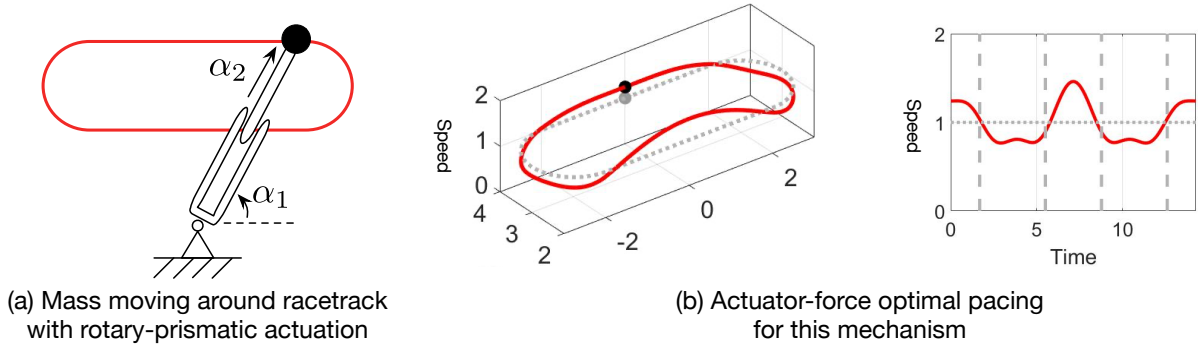 α₂
α₁
(a) Mass moving around racetrack
with rotary-prismatic actuation
Speed
2
1
0
4
3
2
-2
0
2
(b) Actuator-force optimal pacing
for this mechanism
Speed
2
1
0
0
5
10
Time